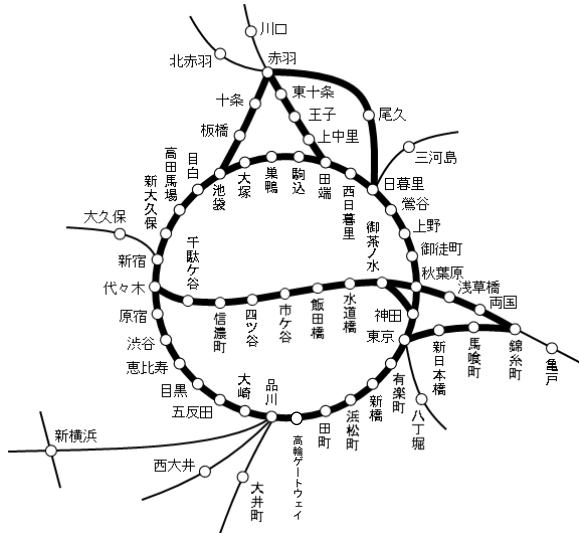 川口
北赤羽
赤羽
十条
東十条
尾久
王子
板橋
上中里
三河島
高田馬場
目白
新大久保
池袋
大塚
巣鴨
駒込
田端
西日暮里
日暮里
鶯谷
大久保
千駄ケ谷
御茶ノ水
上野
御徒町
新宿
代々木
秋葉原
浅草橋
両国
原宿
信濃町
四ツ谷
市ケ谷
飯田橋
水道橋
神田
東京
渋谷
新日本橋
馬喰町
錦糸町
亀戸
恵比寿
目黒
五反田
大崎
品川
有楽町
新橋
浜松町
田町
八丁堀
高輪ゲートウェイ
新横浜
西大井
大井町